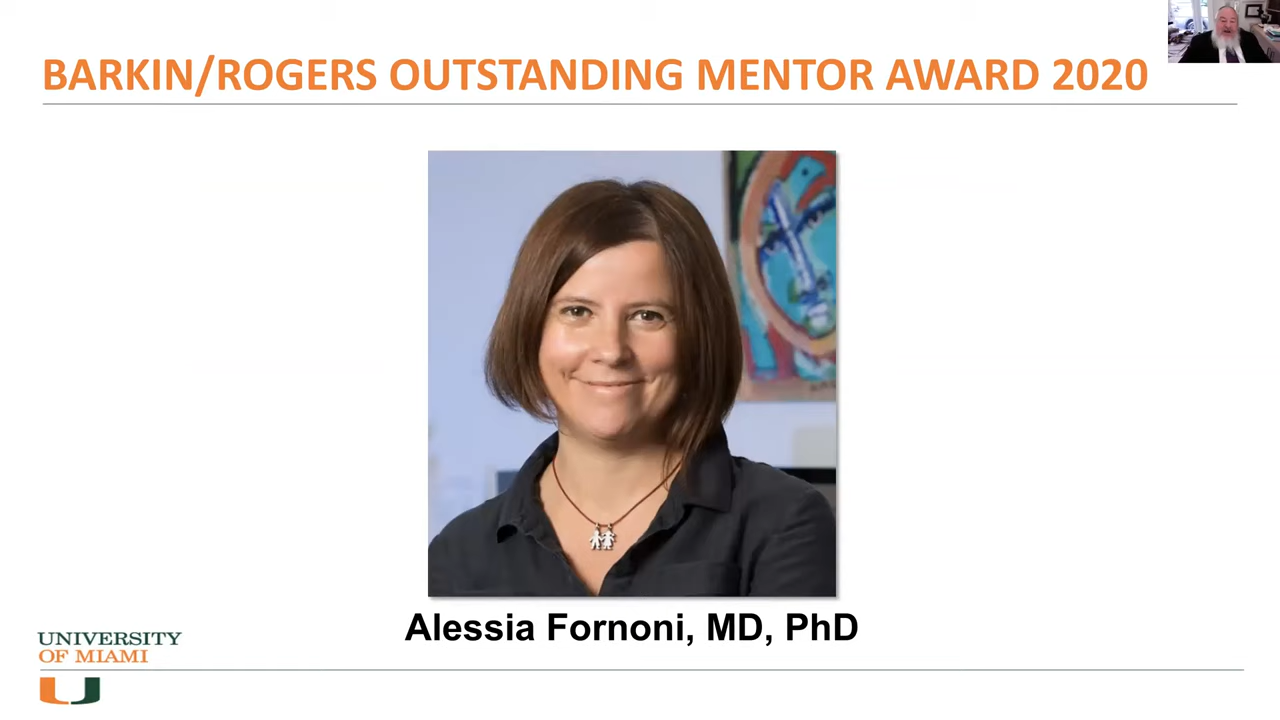 BARKIN/ROGERS OUTSTANDING MENTOR AWARD 2020
Alessia Fornoni, MD, PhD
UNIVERSITY
OF MIAMI